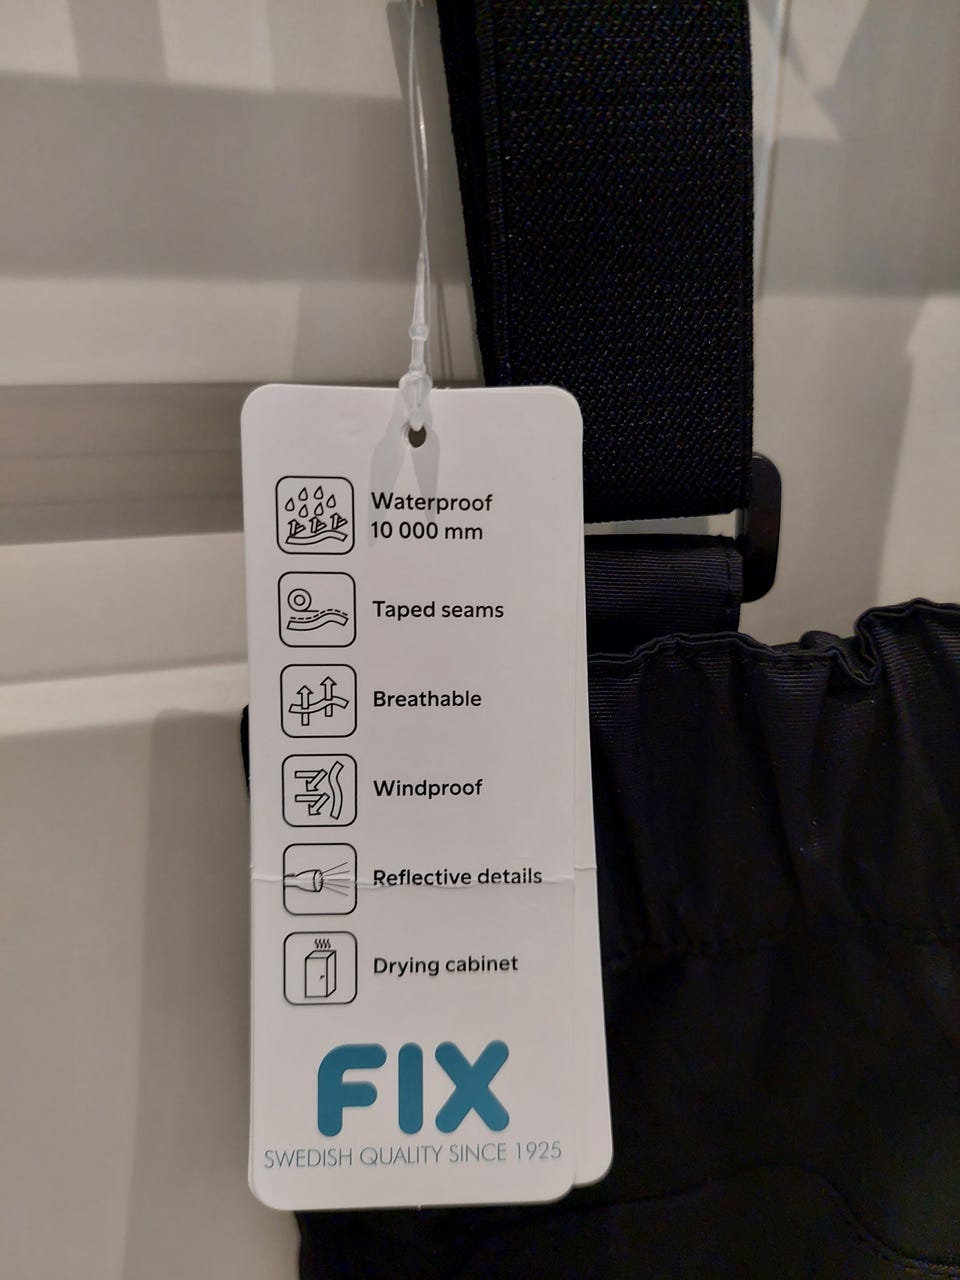 Waterproof
10 000 mm
Taped seams
Breathable
Windproof
Reflective details
Drying cabinet
FIX
SWEDISH QUALITY SINCE 1925